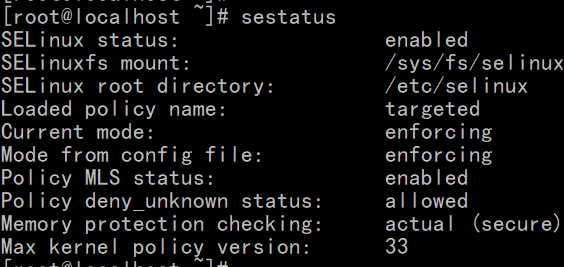 [root@localhost ~]# sestatus
SELinux status: enabled
SELinuxfs mount: /sys/fs/selinux
SELinux root directory: /etc/selinux
Loaded policy name: targeted
Current mode: enforcing
Mode from config file: enforcing
Policy MLS status: enabled
Policy deny_unknown status: allowed
Memory protection checking: actual (secure)
Max kernel policy version: 33
[root@localhost ~]#